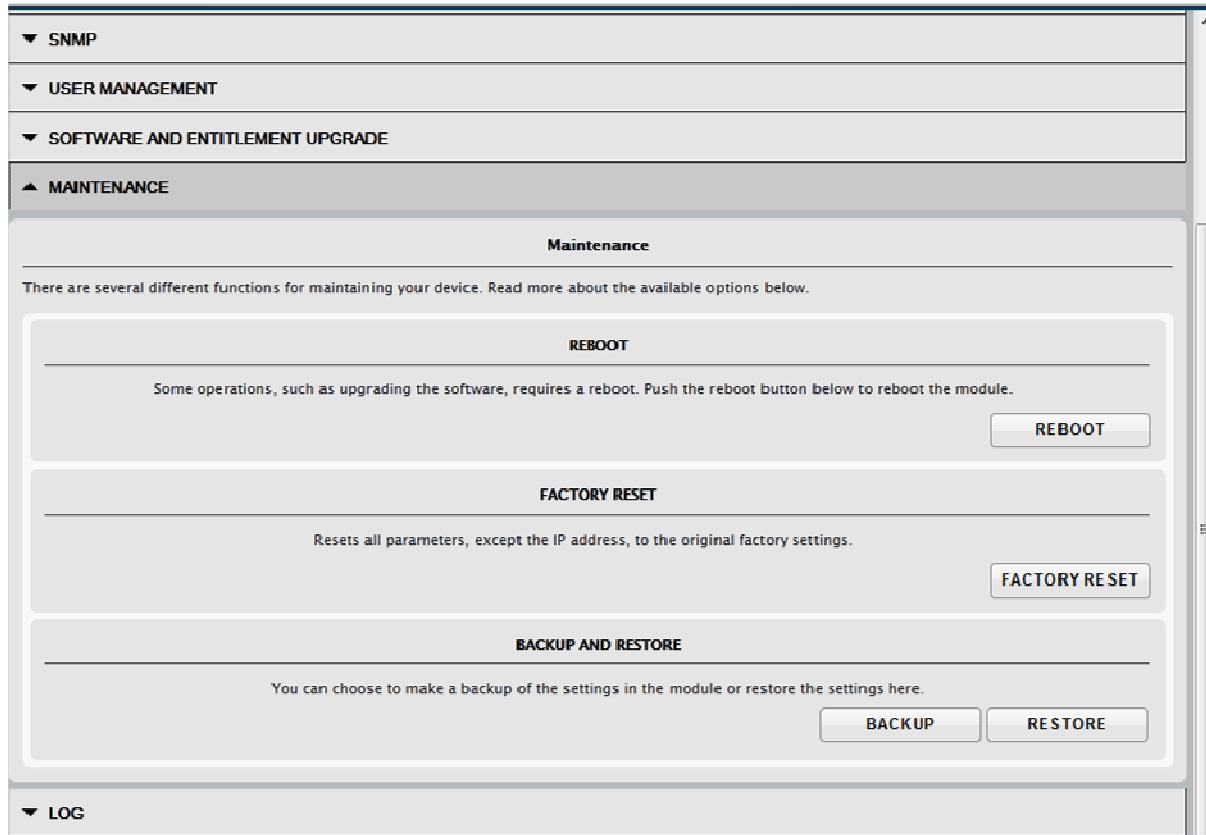 SNMP
USER MANAGEMENT
SOFTWARE AND ENTITLEMENT UPGRADE
MAINTENANCE
Maintenance
There are several different functions for maintaining your device. Read more about the available options below.
REBOOT
Some operations, such as upgrading the software, requires a reboot. Push the reboot button below to reboot the module.
REBOOT
FACTORY RESET
Resets all parameters, except the IP address, to the original factory settings.
FACTORY RESET
BACKUP AND RESTORE
You can choose to make a backup of the settings in the module or restore the settings here.
BACKUP RESTORE
LOG